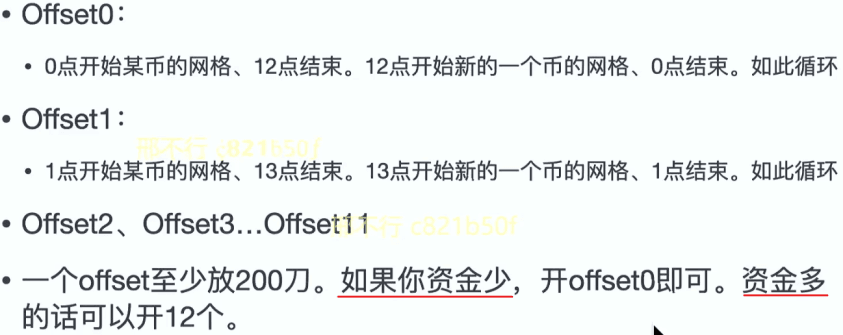 • Offset0：
• 0点开始某币的网格、12点结束。12点开始新的一个币的网格、0点结束。如此循环
• Offset1：
邢不行 c821b50f
• 1点开始某币的网格、13点结束。13点开始新的一个币的网格、1点结束。如此循环
• Offset2、Offset3...Offset11
邢不行 c821b50f
• 一个offset至少放200刀。如果你资金少，开offset0即可。资金多
的话可以开12个。